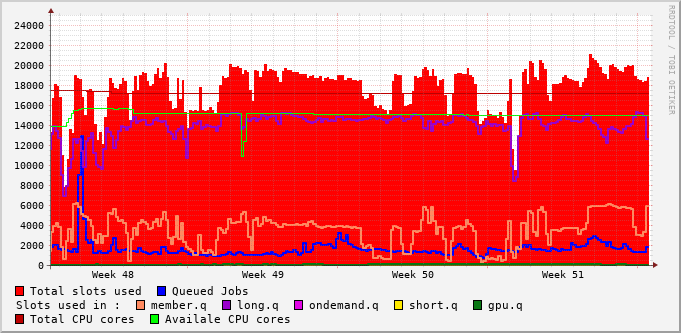 24000
22000
20000
18000
16000
14000
12000
10000
8000
6000
4000
2000
0
Week 48 Week 49 Week 50 Week 51
RRDTOOL / TOBI OETIKER
Total slots used Queued Jobs
Slots used in : member.q long.q ondemand.q short.q gpu.q
Total CPU cores Availale CPU cores